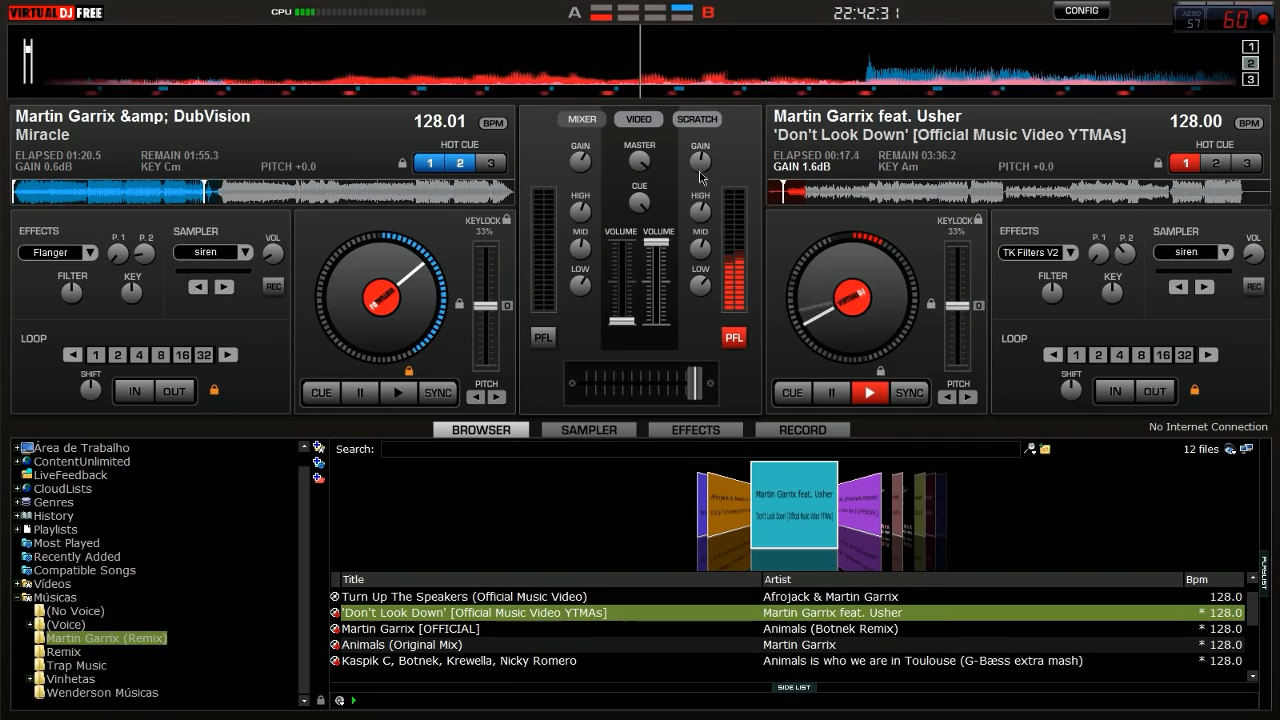 VIRTUAL DJ FREE
CPU
A
B
22:42:31
CONFIG
AERO
57
60
1
2
3
Martin Garrix &amp; DubVision
Miracle
128.01
BPM
HOT CUE
ELAPSED 01:20.5
REMAIN 01:55.3
GAIN 0.6dB
KEY Cm
PITCH +0.0
1 2 3
MIXER
VIDEO
SCRATCH
Martin Garrix feat. Usher
'Don't Look Down' [Official Music Video YTMAs]
128.00
BPM
HOT CUE
ELAPSED 00:17.4
REMAIN 03:36.2
GAIN 1.6dB
KEY Am
PITCH +0.0
1 2 3
EFFECTS
P. 1
P. 2
SAMPLER
VOL
Flanger
siren
FILTER
KEY
REC
LOOP
1 2 4 8 16 32
SHIFT
IN
OUT
KEYLOCK
33%
0
CUE
SYNC
PITCH
GAIN
MASTER
GAIN
CUE
HIGH
HIGH
MID
VOLUME
VOLUME
MID
LOW
LOW
PFL
PFL
VIRTUAL DJ
KEYLOCK
33%
0
CUE
SYNC
PITCH
EFFECTS
P. 1
P. 2
SAMPLER
VOL
TK Filters V2
siren
FILTER
KEY
REC
LOOP
1 2 4 8 16 32
SHIFT
IN
OUT
BROWSER
SAMPLER
EFFECTS
RECORD
No Internet Connection
Área de Trabalho
ContentUnlimited
LiveFeedback
CloudLists
Genres
History
Playlists
Most Played
Recently Added
Compatible Songs
Vídeos
Músicas
(No Voice)
(Voice)
Martin Garrix (Remix)
Remix
Trap Music
Vinhetas
Wenderson Músicas
Search:
12 files
Martin Garrix feat. Usher
'Don't Look Down' [Official Music Video YTMAs]
Title Artist Bpm
Turn Up The Speakers (Official Music Video) Afrojack & Martin Garrix 128.0
'Don't Look Down' [Official Music Video YTMAs] Martin Garrix feat. Usher * 128.0
Martin Garrix [OFFICIAL] Animals (Botnek Remix) * 128.0
Animals (Original Mix) Martin Garrix * 128.0
Kaspik C, Botnek, Krewella, Nicky Romero Animals is who we are in Toulouse (G-Bæss extra mash) * 128.0
SIDE LIST
PLAYLIST